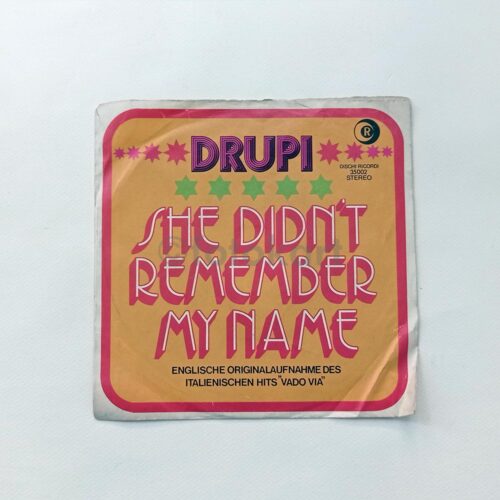 DRUPI
R
DISCHI RICORDI
35002
STEREO
SHE DIDN'T
REMEMBER
MY NAME
ENGLISCHE ORIGINALAUFNAHME DES
ITALIENISCHEN HITS "VADO VIA"